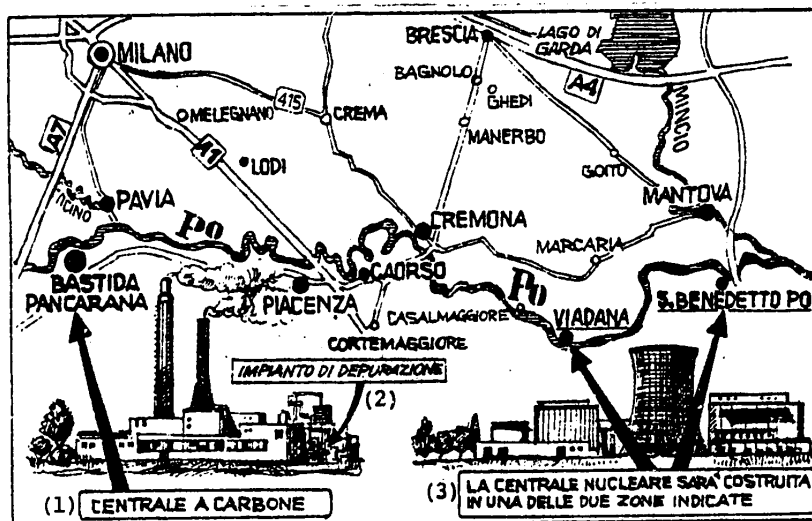 BRESCIA
LAGO DI
GARDA
MILANO
BAGNOLO
A4
415
GHEDI
MINCIO
MELEGNANO
CREMA
A7
A1
MANERBO
LODI
GOITO
PAVIA
TICINO
MANTOVA
Po
CREMONA
MARCARIA
BASTIDA
PANCARANA
CAORSO
PIACENZA
Po
S. BENEDETTO PO
CASALMAGGIORE
VIADANA
CORTEMAGGIORE
IMPIANTO DI DEPURAZIONE
(2)
(1) CENTRALE A CARBONE
(3) LA CENTRALE NUCLEARE SARA' COSTRUITA
IN UNA DELLE DUE ZONE INDICATE